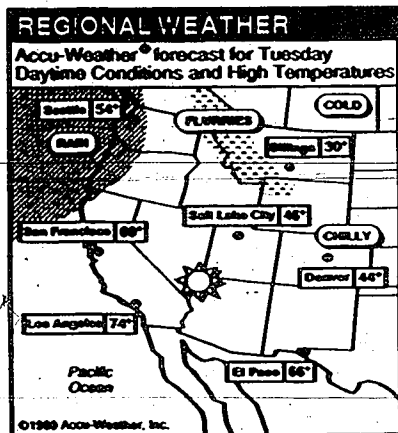 REGIONAL WEATHER
Accu-Weather® forecast for Tuesday
Daytime Conditions and High Temperatures
COLD
Seattle 54°
FLURRIES
RAIN
Billings 30°
Salt Lake City 46°
San Francisco
CHILLY
Denver 44°
Los Angeles 74°
Pacific
Ocean
El Paso 66°
Accu-Weather, Inc.